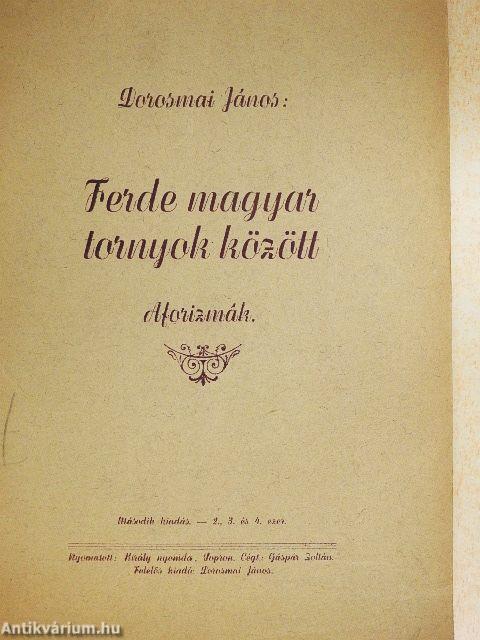 Dorosmai János:
Ferde magyar
tornyok között
Aforizmák.
Második kiadás. — 2., 3. és 4. ezer.
Nyomatott: Király nyomda, Sopron. Cégt.: Gáspár Zoltán.
Felelős kiadó: Dorosmai János.
Antikvárium.hu